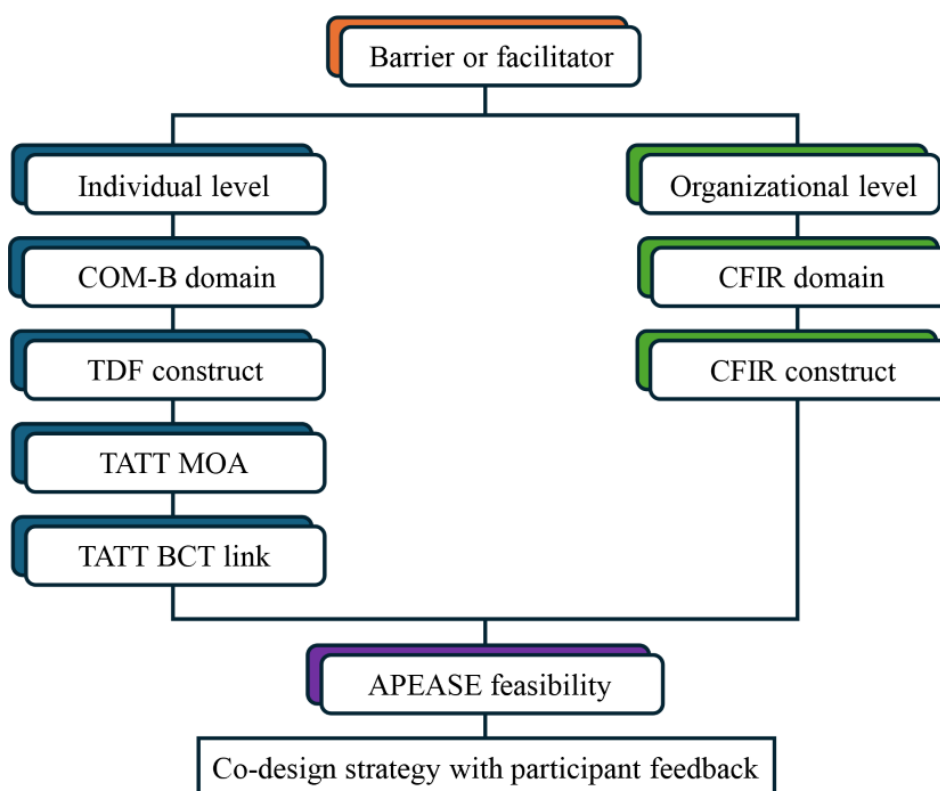 Barrier or facilitator
Individual level
Organizational level
COM-B domain
CFIR domain
TDF construct
CFIR construct
TATT MOA
TATT BCT link
APEASE feasibility
Co-design strategy with participant feedback